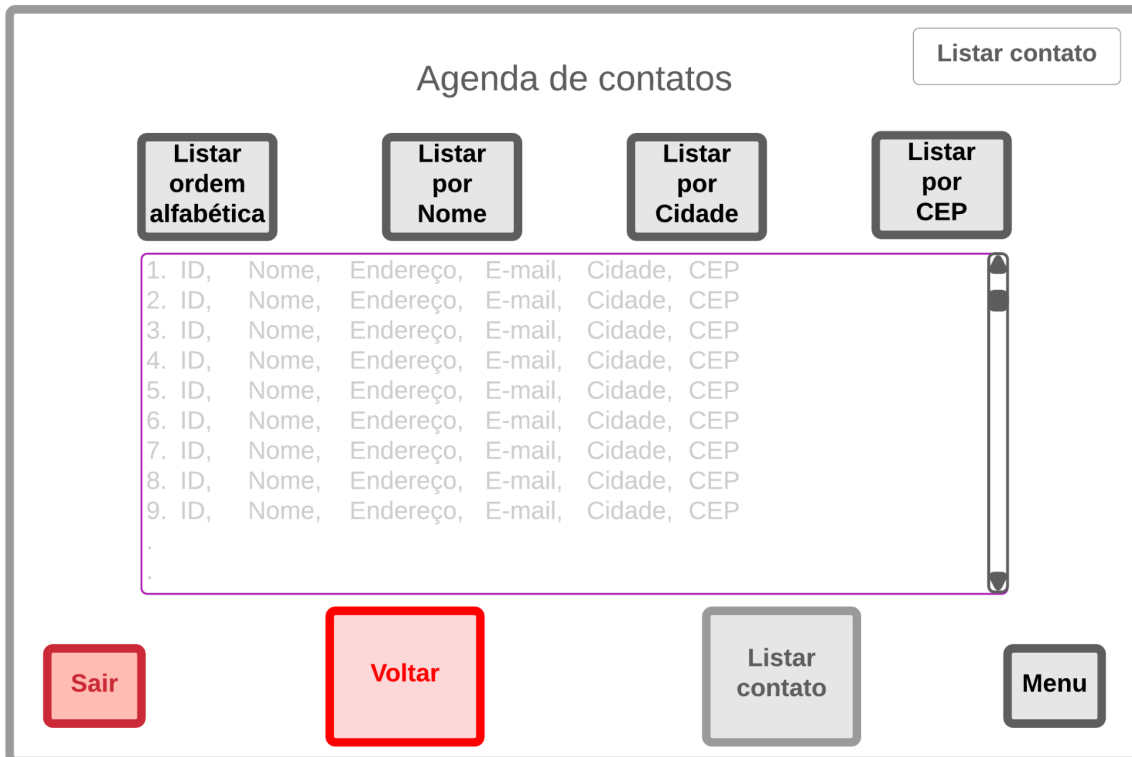 Listar contato
Agenda de contatos
Listar
ordem
alfabética
Listar
por
Nome
Listar
por
Cidade
Listar
por
CEP
1. ID, Nome, Endereço, E-mail, Cidade, CEP
2. ID, Nome, Endereço, E-mail, Cidade, CEP
3. ID, Nome, Endereço, E-mail, Cidade, CEP
4. ID, Nome, Endereço, E-mail, Cidade, CEP
5. ID, Nome, Endereço, E-mail, Cidade, CEP
6. ID, Nome, Endereço, E-mail, Cidade, CEP
7. ID, Nome, Endereço, E-mail, Cidade, CEP
8. ID, Nome, Endereço, E-mail, Cidade, CEP
9. ID, Nome, Endereço, E-mail, Cidade, CEP
.
.
Sair
Voltar
Listar
contato
Menu